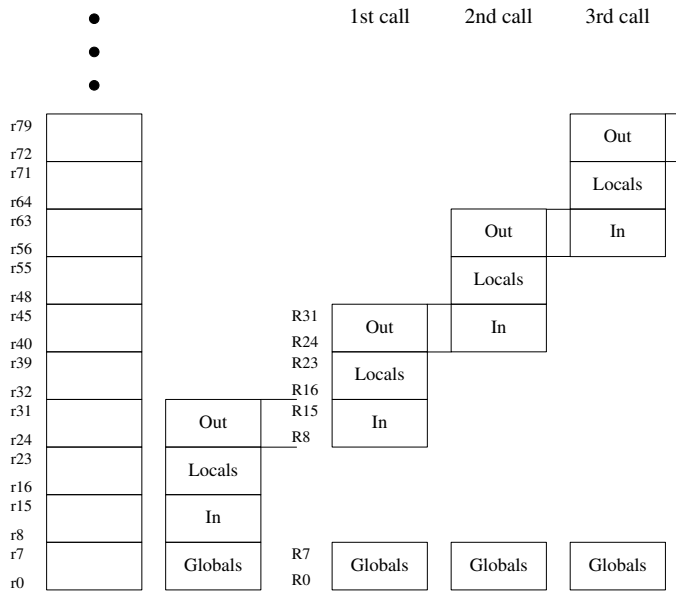 1st call 2nd call 3rd call
r79
Out
r72
r71
Locals
r64
r63
Out In
r56
r55
Locals
r48
r45 R31
Out In
r40 R24
r39 R23
Locals
r32 R16
r31 R15
Out In
r24 R8
r23
Locals
r16
r15
In
r8
r7 R7
Globals Globals Globals Globals
r0 R0